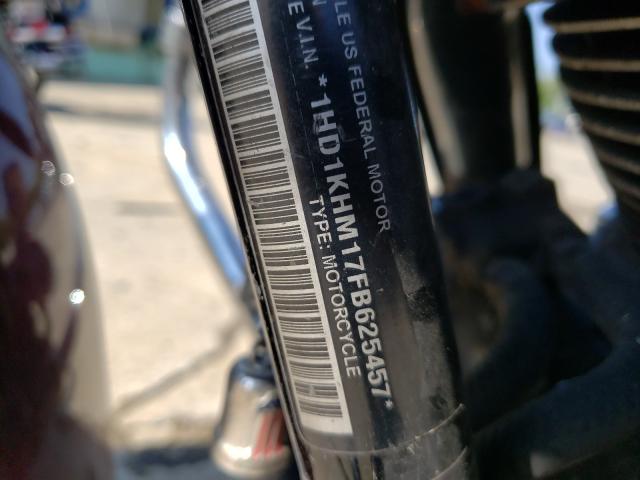 LE US FEDERAL MOTOR
N
E V.I.N.
*1HD1KHM17FB625457*
TYPE: MOTORCYCLE